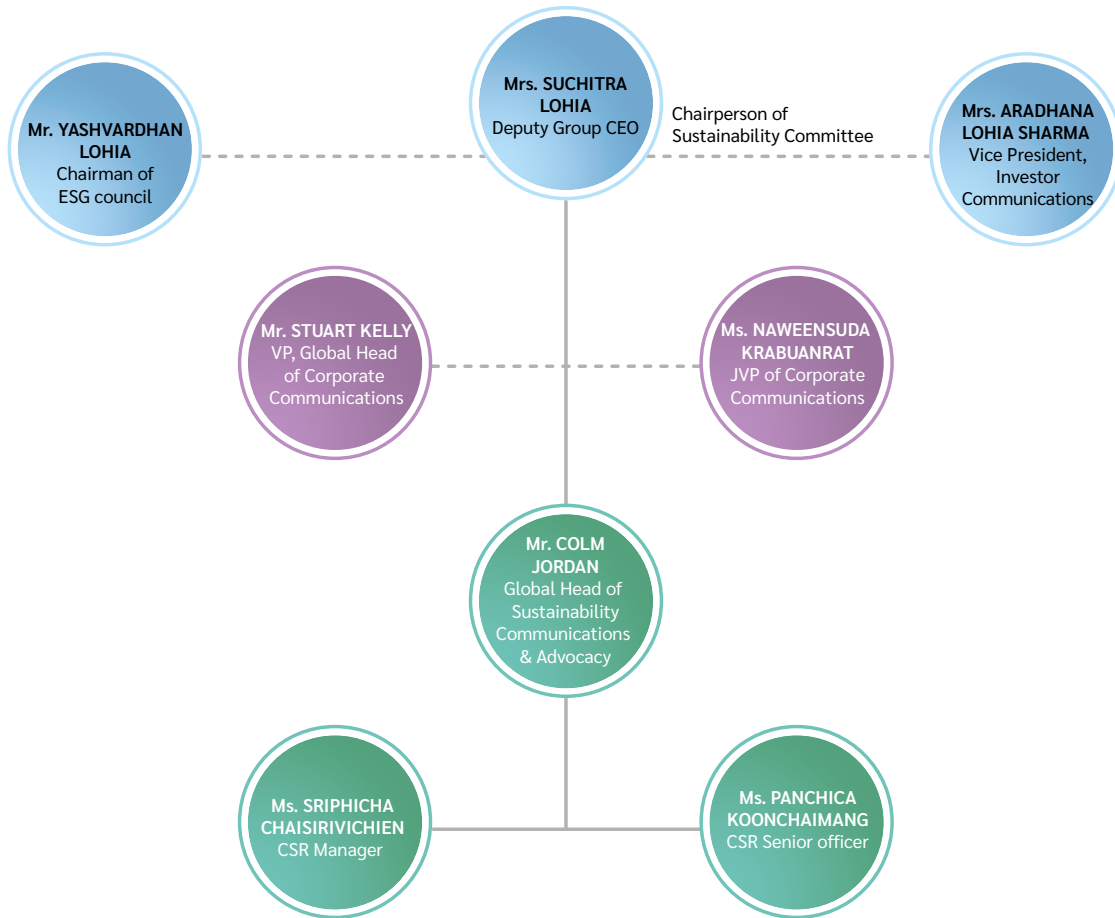 Mr. YASHVARDHAN
LOHIA
Chairman of
ESG council
Mrs. SUCHITRA
LOHIA
Deputy Group CEO
Chairperson of
Sustainability Committee
Mrs. ARADHANA
LOHIA SHARMA
Vice President,
Investor
Communications
Mr. STUART KELLY
VP, Global Head
of Corporate
Communications
Ms. NAWEENSUDA
KRABUANRAT
JVP of Corporate
Communications
Mr. COLM
JORDAN
Global Head of
Sustainability
Communications
& Advocacy
Ms. SRIPHICHA
CHAISIRIVICHIEN
CSR Manager
Ms. PANCHICA
KOONCHAIMANG
CSR Senior officer